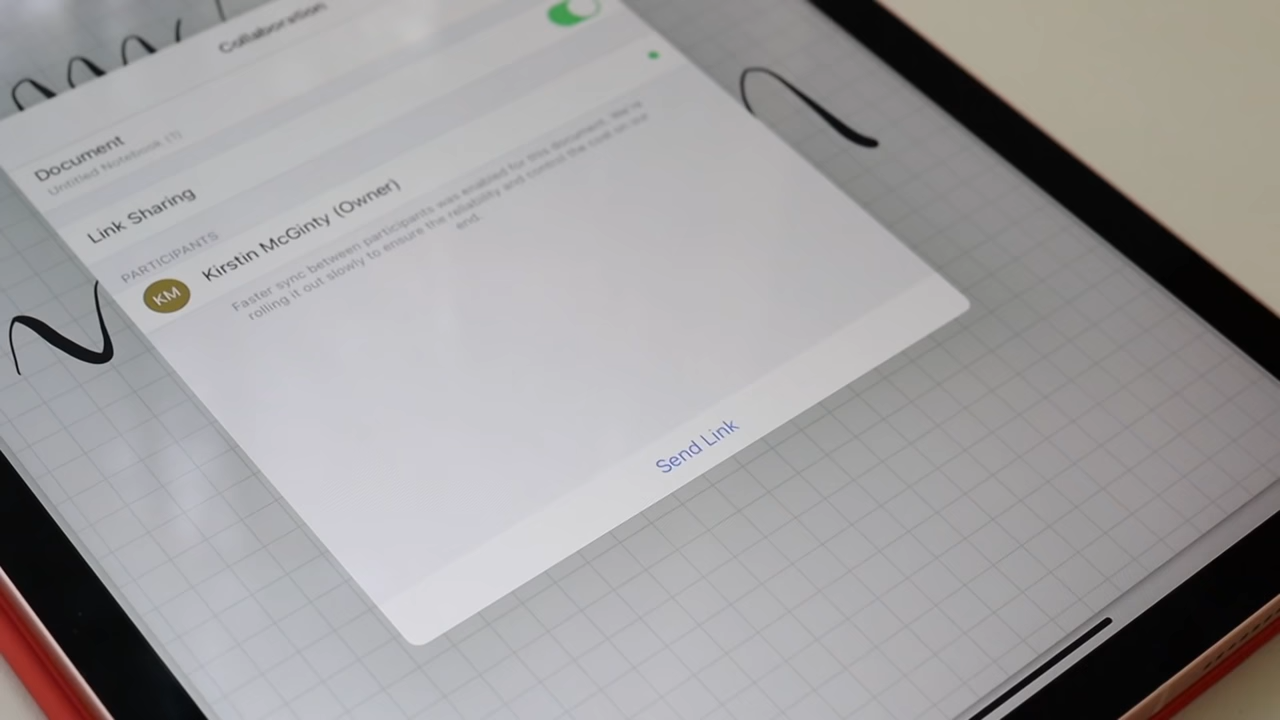 Collaboration
Document
Untitled Notebook (1)
Link Sharing
PARTICIPANTS
KM
Kirstin McGinty (Owner)
Faster sync between participants was enabled for this document. We're
rolling it out slowly to ensure the reliability and control the load on our
end.
Send Link